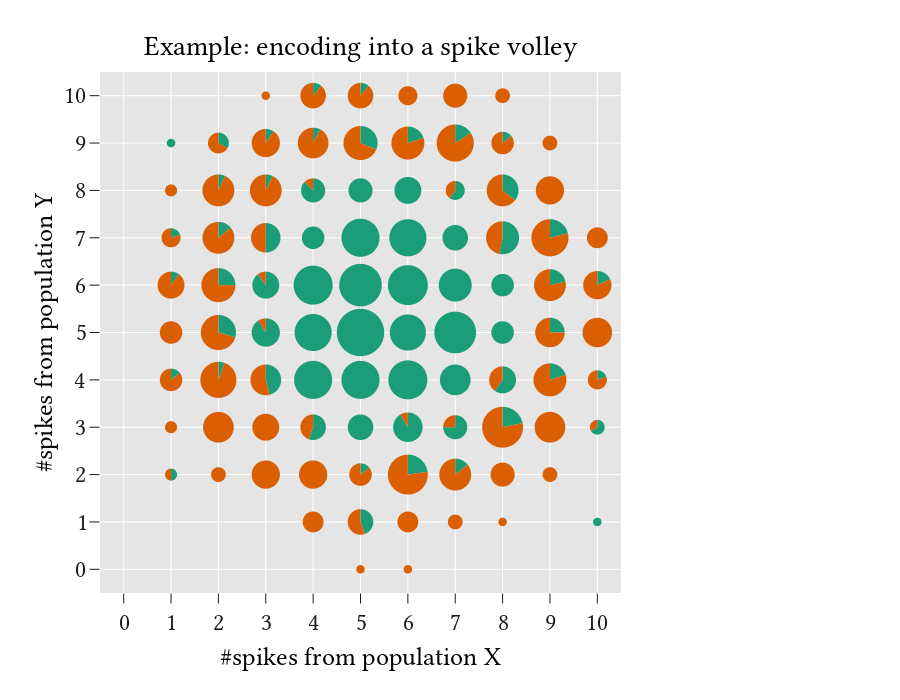 Example: encoding into a spike volley
#spikes from population Y
10
9
8
7
6
5
4
3
2
1
0
0 1 2 3 4 5 6 7 8 9 10
#spikes from population X